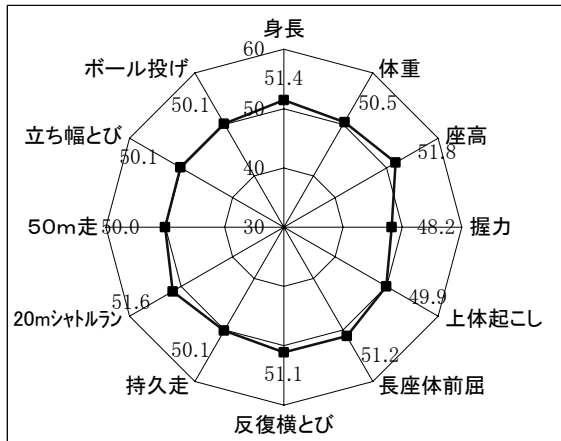 身長
60
ボール投げ
体重
51.4
50.1
50.5
50
立ち幅とび
座高
50.1
51.8
40
50m走
50.0
30
48.2
握力
49.9
51.6
20mシャトルラン
上体起こし
50.1
51.2
51.1
持久走
長座体前屈
反復横とび